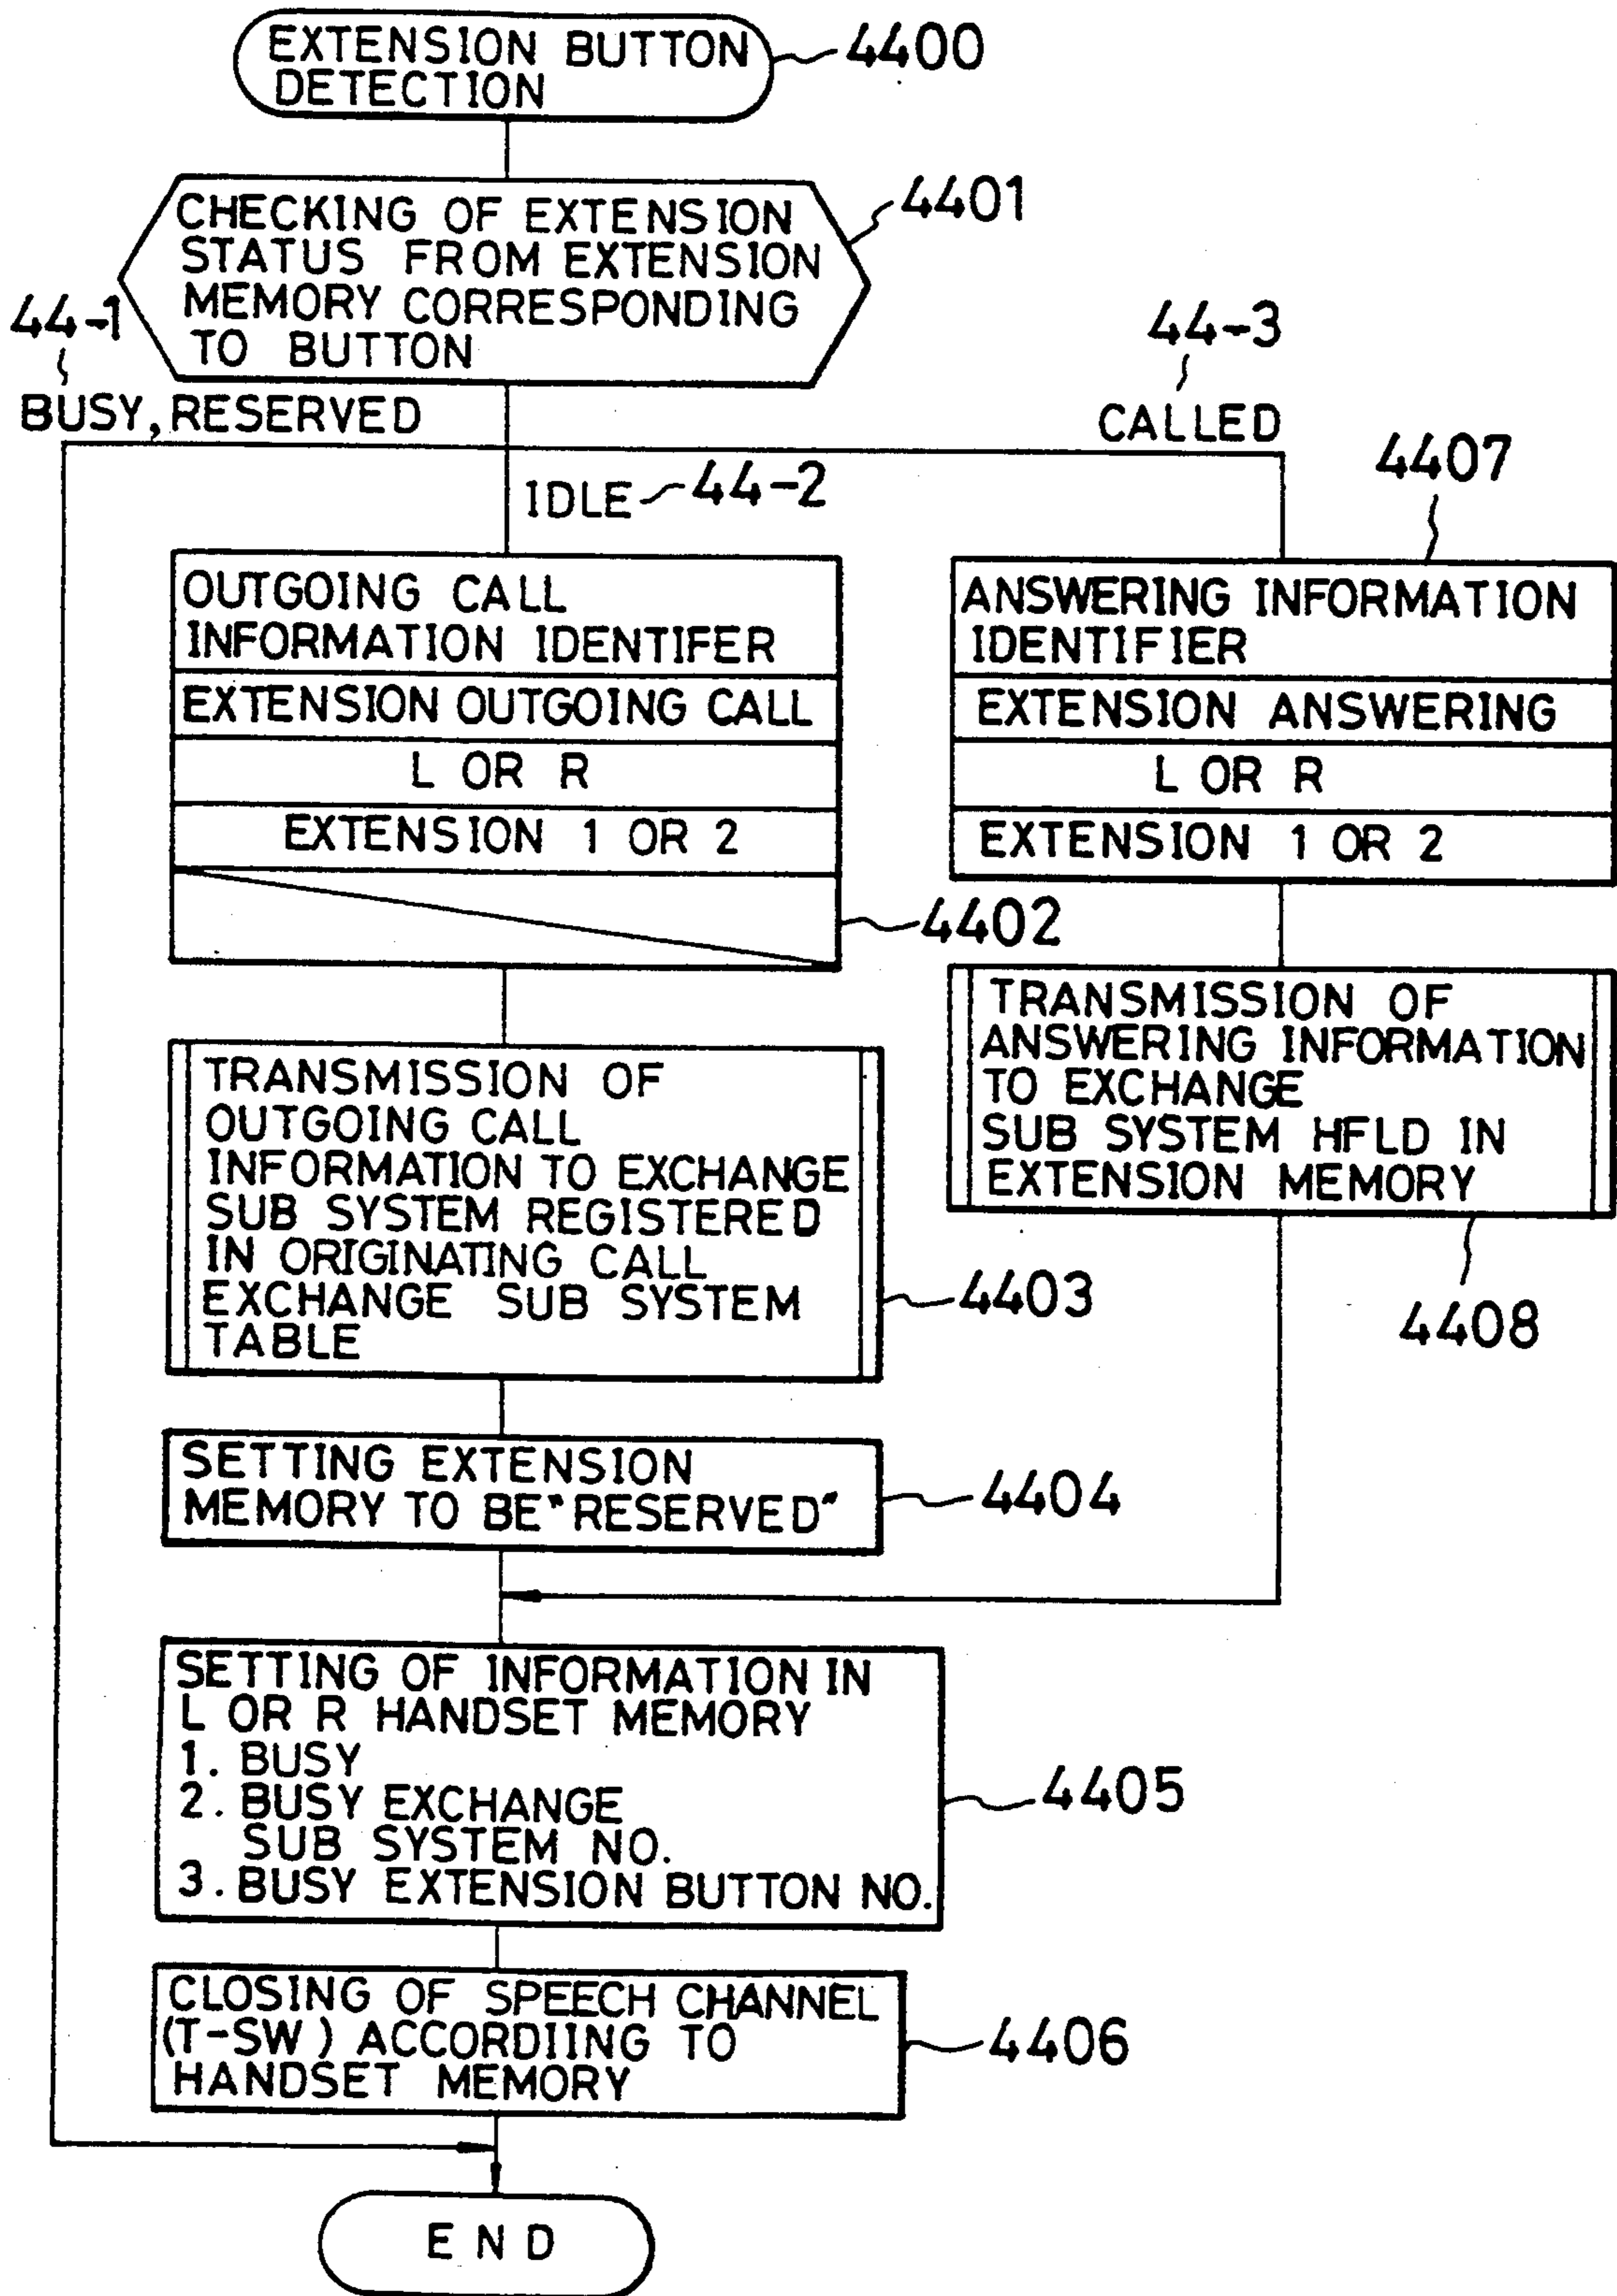 EXTENSION BUTTON
DETECTION
4400
CHECKING OF EXTENSION
STATUS FROM EXTENSION
MEMORY CORRESPONDING
TO BUTTON
4401
44-1
BUSY, RESERVED
44-3
CALLED
IDLE
44-2
4407
OUTGOING CALL
INFORMATION IDENTIFER
EXTENSION OUTGOING CALL
L OR R
EXTENSION 1 OR 2
4402
ANSWERING INFORMATION
IDENTIFIER
EXTENSION ANSWERING
L OR R
EXTENSION 1 OR 2
TRANSMISSION OF
OUTGOING CALL
INFORMATION TO EXCHANGE
SUB SYSTEM REGISTERED
IN ORIGINATING CALL
EXCHANGE SUB SYSTEM
TABLE
4403
TRANSMISSION OF
ANSWERING INFORMATION
TO EXCHANGE
SUB SYSTEM HFLD IN
EXTENSION MEMORY
4408
SETTING EXTENSION
MEMORY TO BE "RESERVED"
4404
SETTING OF INFORMATION IN
L OR R HANDSET MEMORY
1. BUSY
2. BUSY EXCHANGE
SUB SYSTEM NO.
3. BUSY EXTENSION BUTTON NO.
4405
CLOSING OF SPEECH CHANNEL
(T-SW) ACCORDIING TO
HANDSET MEMORY
4406
END